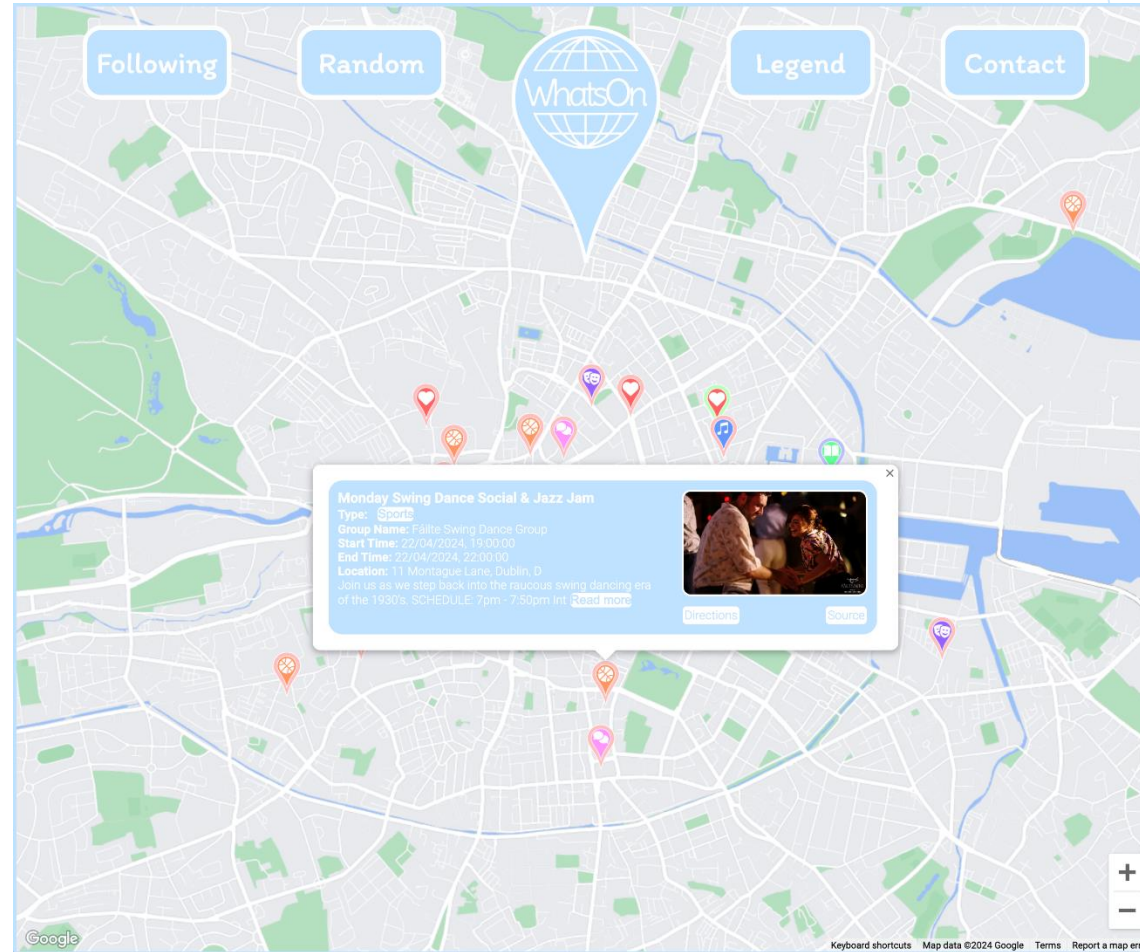 Following
Random
WhatsOn
Legend
Contact
Monday Swing Dance Social & Jazz Jam
Type: Sports
Group Name: Fáilte Swing Dance Group
Start Time: 22/04/2024, 19:00:00
End Time: 22/04/2024, 22:00:00
Location: 11 Montague Lane, Dublin, D
Join us as we step back into the raucous swing dancing era
of the 1930's. SCHEDULE: 7pm - 7:50pm Int Read more
Directions
Source
Google
Keyboard shortcuts Map data ©2024 Google Terms Report a map err